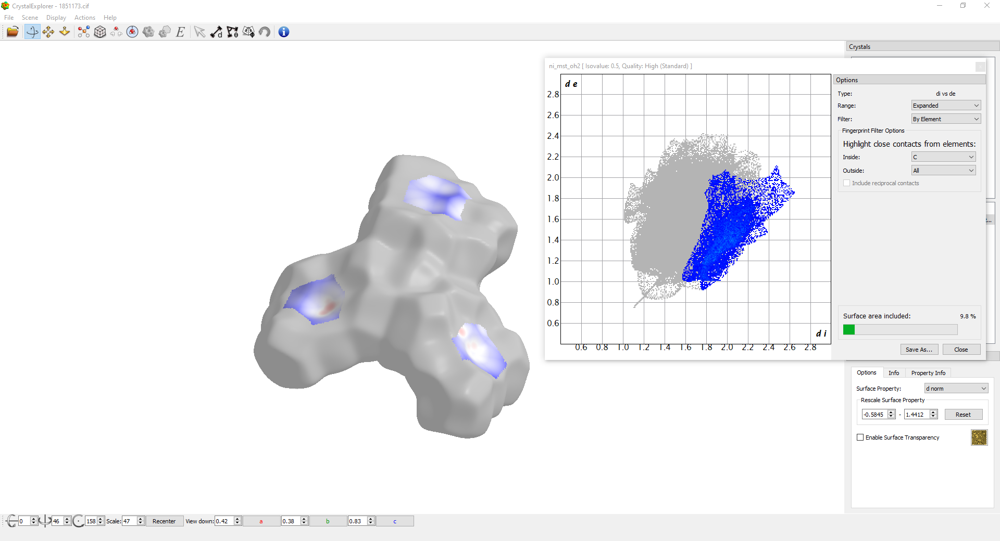 CrystalExplorer - 1851173.cif
File Scene Display Actions Help
E d θ
Crystals
ni_mst_oh2 [ Isovalue: 0.5, Quality: High (Standard) ]
d e
2.8
2.6
2.4
2.2
2.0
1.8
1.6
1.4
1.2
1.0
0.8
0.6
d i
0.6 0.8 1.0 1.2 1.4 1.6 1.8 2.0 2.2 2.4 2.6 2.8
Options
Type: di vs de
Range: Expanded
Filter: By Element
Fingerprint Filter Options
Highlight close contacts from elements:
Inside: C
Outside: All
Include reciprocal contacts
Surface area included: 9.8 %
Save As... Close
Options Info Property Info
Surface Property: d norm
Rescale Surface Property
-0.5845 - 1.4412 Reset
Enable Surface Transparency
0 46 158 Scale: 47 Recenter View down: 0.42 a 0.38 b 0.83 c